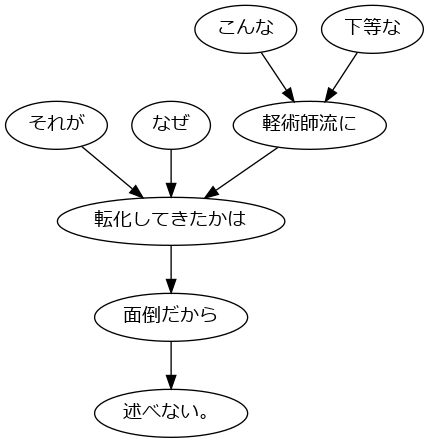 こんな 下等な
それが なぜ 軽術師流に
転化してきたかは
面倒だから
述べない。